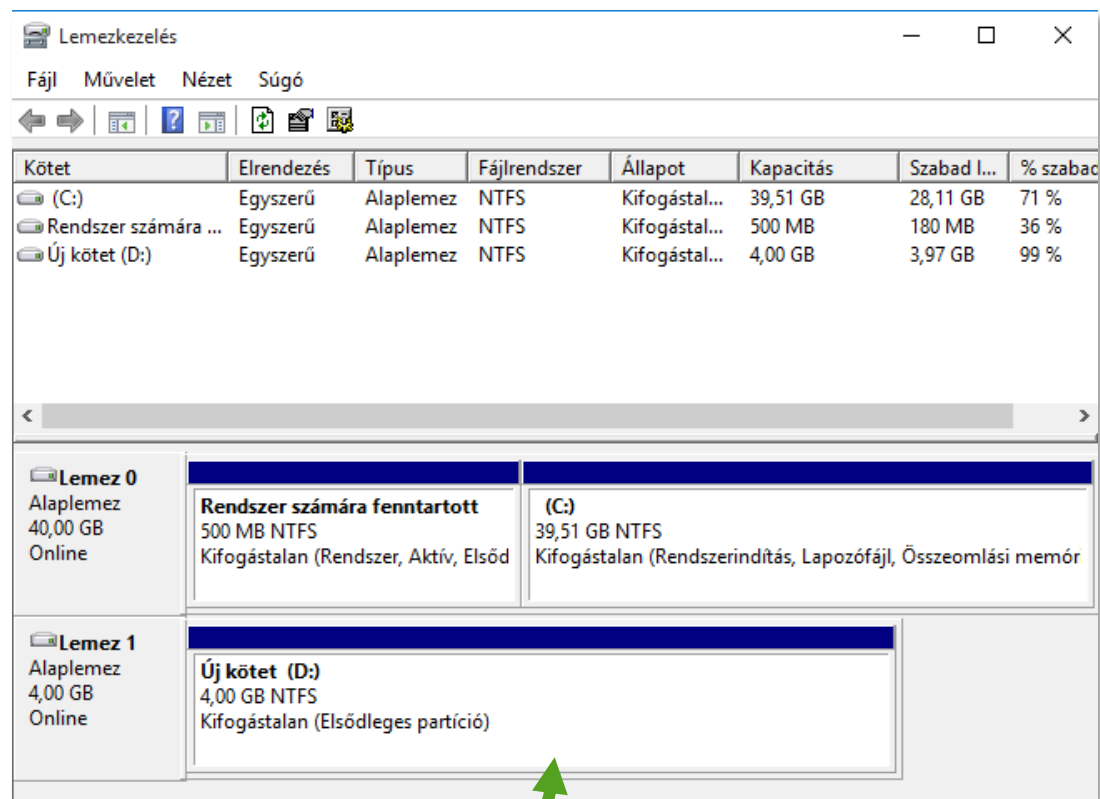 Lemezkezelés
Fájl Művelet Nézet Súgó
Kötet Elrendezés Típus Fájlrendszer Állapot Kapacitás Szabad l... % szabad
(C:) Egyszerű Alaplemez NTFS Kifogástal... 39,51 GB 28,11 GB 71 %
Rendszer számára ... Egyszerű Alaplemez NTFS Kifogástal... 500 MB 180 MB 36 %
Új kötet (D:) Egyszerű Alaplemez NTFS Kifogástal... 4,00 GB 3,97 GB 99 %
Lemez 0
Alaplemez
40,00 GB
Online
Rendszer számára fenntartott
500 MB NTFS
Kifogástalan (Rendszer, Aktív, Elsőd
(C:)
39,51 GB NTFS
Kifogástalan (Rendszerindítás, Lapozófájl, Összeomlási memór
Lemez 1
Alaplemez
4,00 GB
Online
Új kötet (D:)
4,00 GB NTFS
Kifogástalan (Elsődleges partíció)